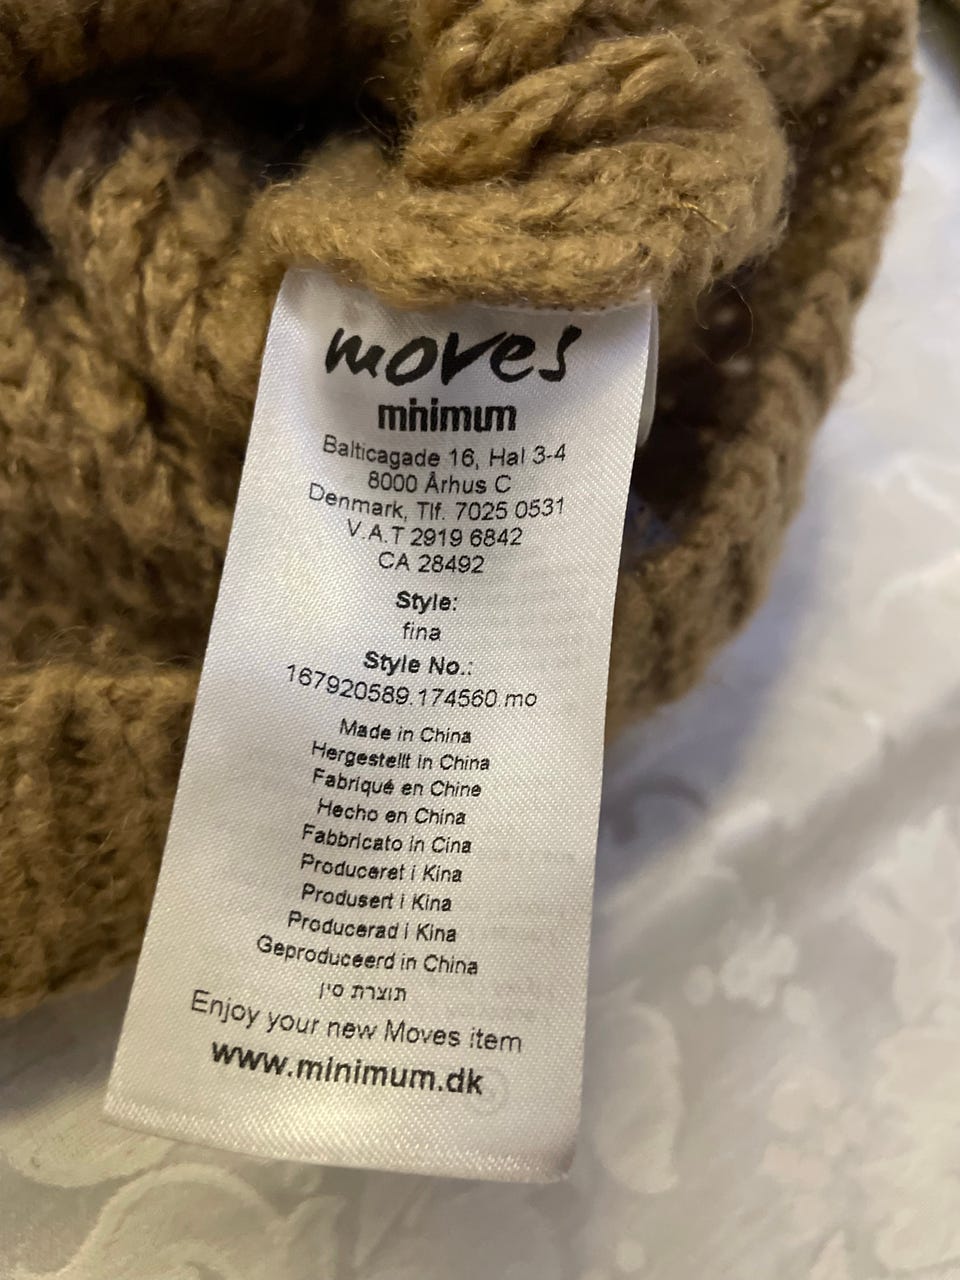 moves
minimum
Balticagade 16, Hal 3-4
8000 Århus C
Denmark, Tlf. 7025 0531
V.A.T 2919 6842
CA 28492
Style:
fina
Style No.:
167920589.174560.mo
Made in China
Hergestellt in China
Fabriqué en Chine
Hecho en China
Fabbricato in Cina
Produceret i Kina
Produsert i Kina
Producerad i Kina
Geproduceerd in China
תוצרת סין
Enjoy your new Moves item
www.minimum.dk